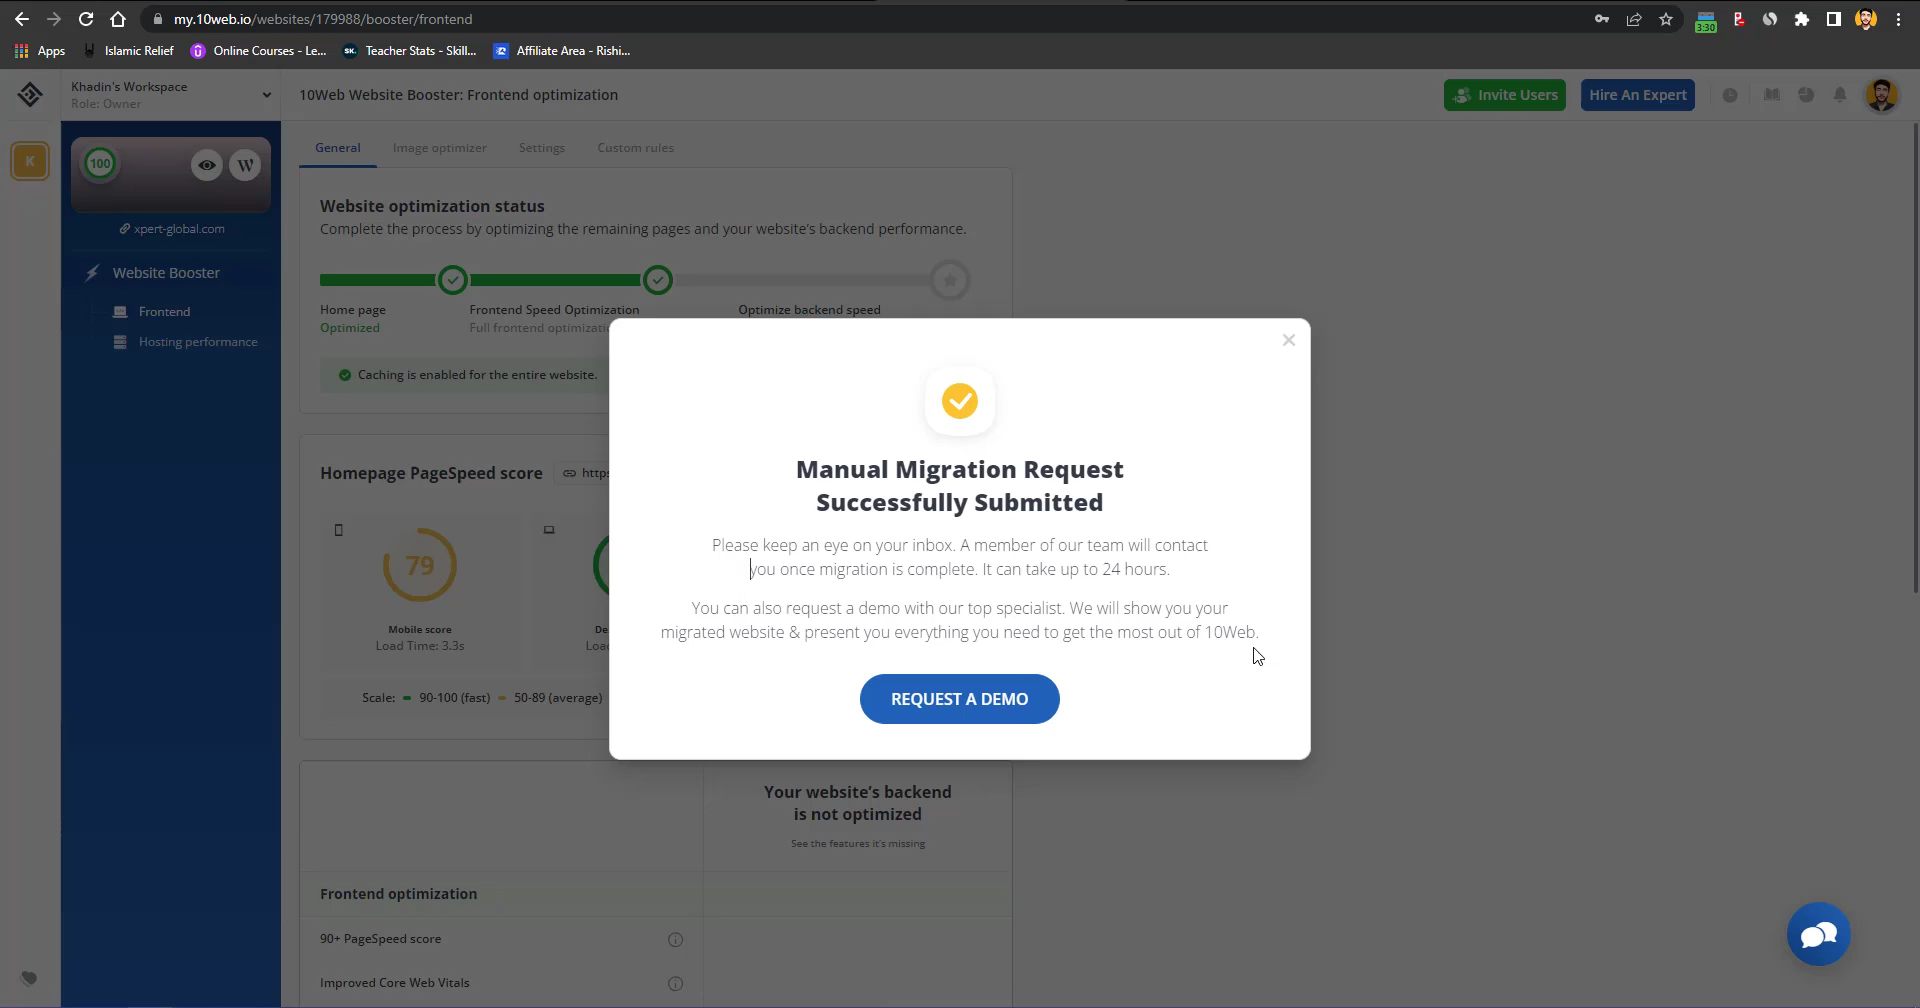 my.10web.io/websites/179988/booster/frontend
3:30
Apps
Islamic Relief
Online Courses - Le...
SK.
Teacher Stats - Skill...
Affiliate Area - Rishi...
Khadin's Workspace
Role: Owner
10Web Website Booster: Frontend optimization
Invite Users
Hire An Expert
K
100
W
xpert-global.com
Website Booster
Frontend
Hosting performance
General
Image optimizer
Settings
Custom rules
Website optimization status
Complete the process by optimizing the remaining pages and your website's backend performance.
Home page
Optimized
Frontend Speed Optimization
Full frontend optimizatio
Optimize backend speed
Caching is enabled for the entire website.
Homepage PageSpeed score
https
79
Mobile score
Load Time: 3.3s
De
Loa
Scale:
90-100 (fast)
50-89 (average)
Manual Migration Request
Successfully Submitted
Please keep an eye on your inbox. A member of our team will contact
you once migration is complete. It can take up to 24 hours.
You can also request a demo with our top specialist. We will show you your
migrated website & present you everything you need to get the most out of 10Web.
REQUEST A DEMO
Your website's backend
is not optimized
See the features it's missing
Frontend optimization
90+ PageSpeed score
Improved Core Web Vitals